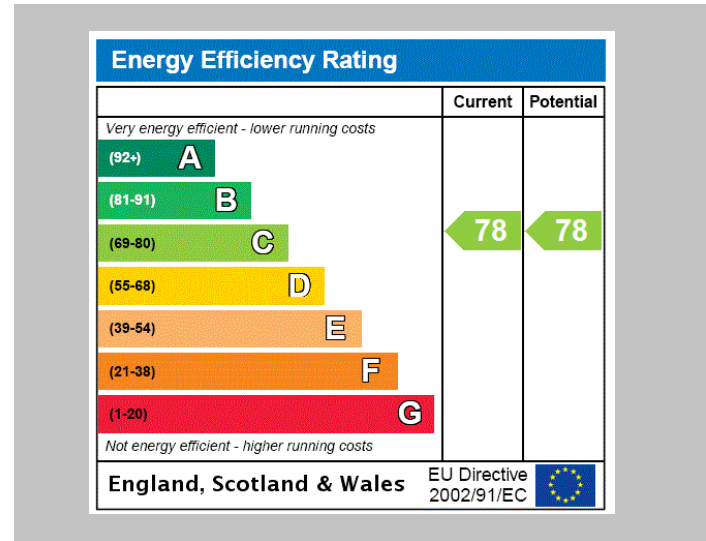 Energy Efficiency Rating
Current Potential
Very energy efficient - lower running costs
(92+) A
(81-91) B
(69-80) C 78 78
(55-68) D
(39-54) E
(21-38) F
(1-20) G
Not energy efficient - higher running costs
England, Scotland & Wales
EU Directive
2002/91/EC